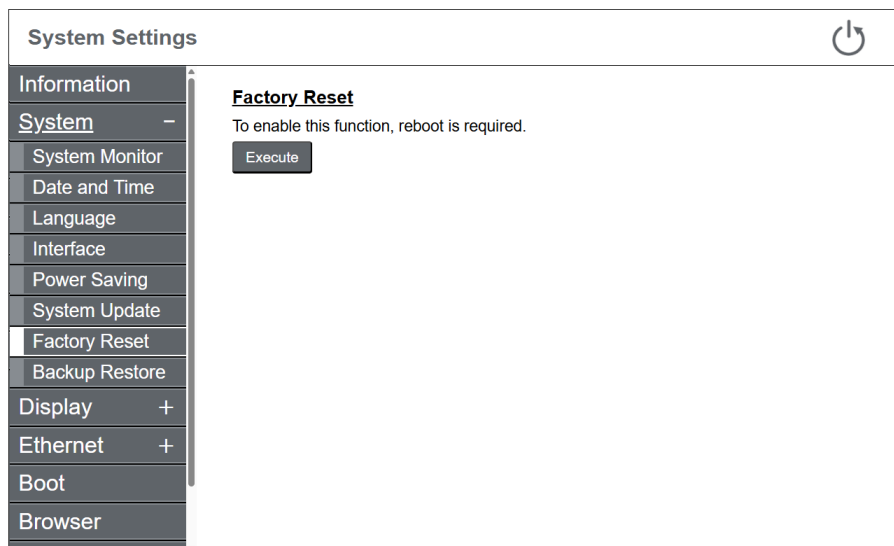 System Settings
Information
System −
System Monitor
Date and Time
Language
Interface
Power Saving
System Update
Factory Reset
Backup Restore
Display +
Ethernet +
Boot
Browser
Factory Reset
To enable this function, reboot is required.
Execute